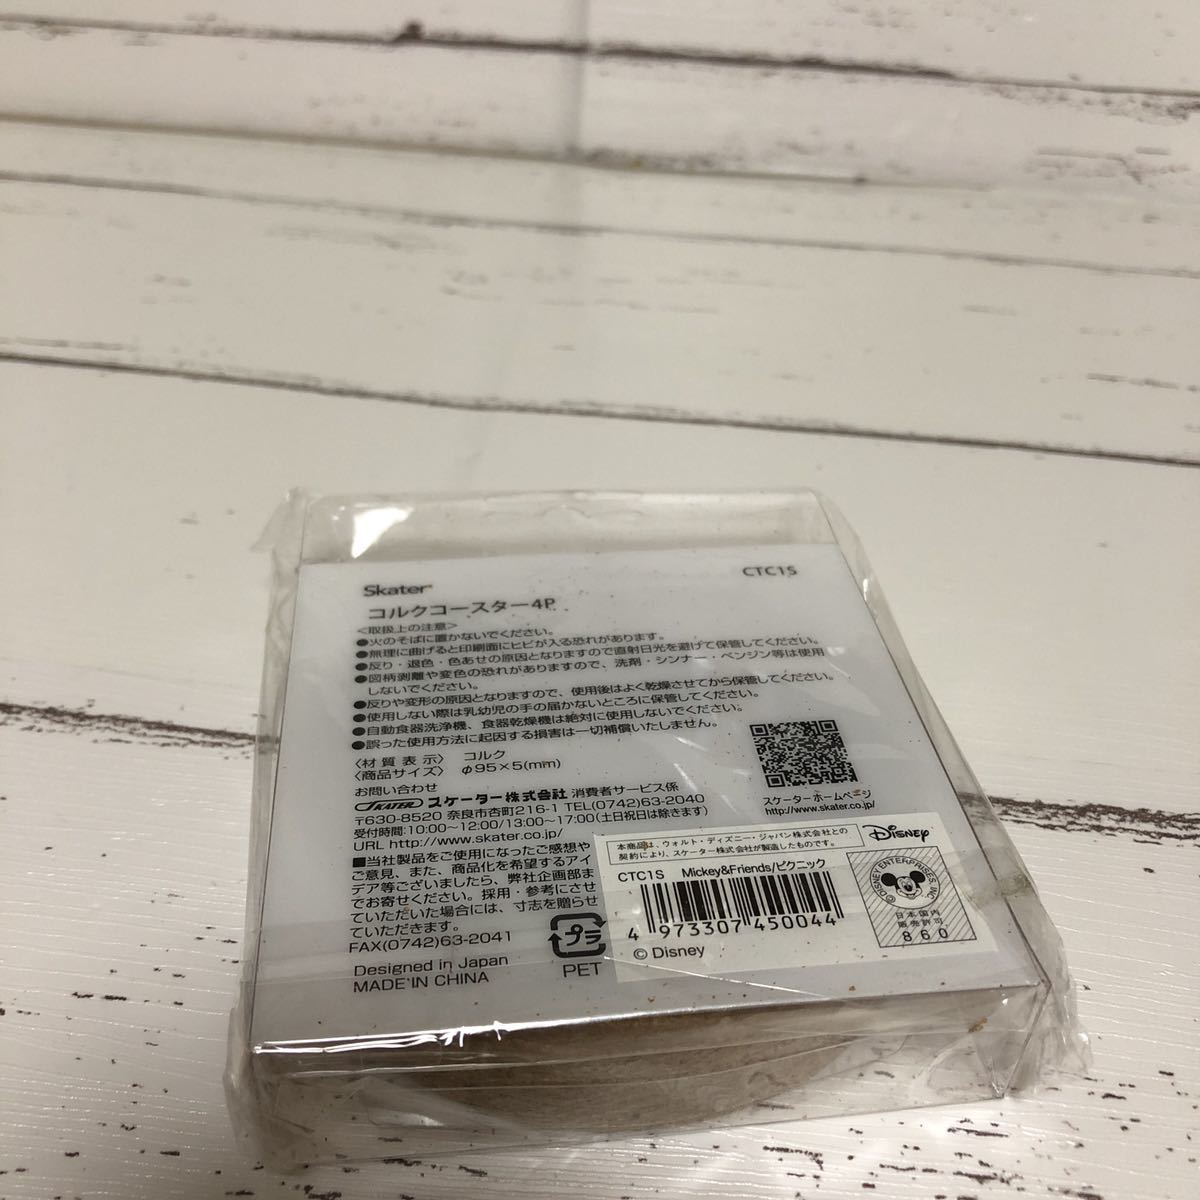 Skater
CTC1S
コルクコースター4P
<取扱上の注意>
●火のそばに置かないでください。
●無理に曲げると印刷面にヒビが入る恐れがあります。
●反り・退色・色あせの原因となりますので直射日光を避けて保管してください。
●図柄剥離や変色の恐れがありますので、洗剤・シンナー・ベンジン等は使用
しないでください。
●反りや変形の原因となりますので、使用後はよく乾燥させてから保管してください。
●使用しない際は乳幼児の手の届かないところに保管してください。
●自動食器洗浄機、食器乾燥機は絶対に使用しないでください。
●誤った使用方法に起因する損害は一切補償いたしません。
〈材質表示〉 コルク
〈商品サイズ〉 φ95×5(mm)
お問い合わせ
SKATER スケーター株式会社 消費者サービス係
〒630-8520 奈良市杏町216-1 TEL(0742)63-2040
受付時間:10:00~12:00/13:00~17:00(土日祝日は除きます)
URL http://www.skater.co.jp/
■当社製品をご使用になったご感想や
ご意見、また、商品化を希望するアイ
デア等ございましたら、弊社企画部ま
でお寄せください。採用・参考にさせて
いただいた場合には、寸志を贈らせ
ていただきます。
FAX(0742)63-2041
Designed in Japan
MADE IN CHINA
プラ
PET
スケーターホームページ
http://www.skater.co.jp/
本商品は、ウォルト・ディズニー・ジャパン株式会社との
契約により、スケーター株式会社が製造したものです。
Disney
CTC1S Mickey&Friends/ピクニック
4 973307 450044
© Disney
© DISNEY ENTERPRISES, INC.
日本国内
販売許可
860